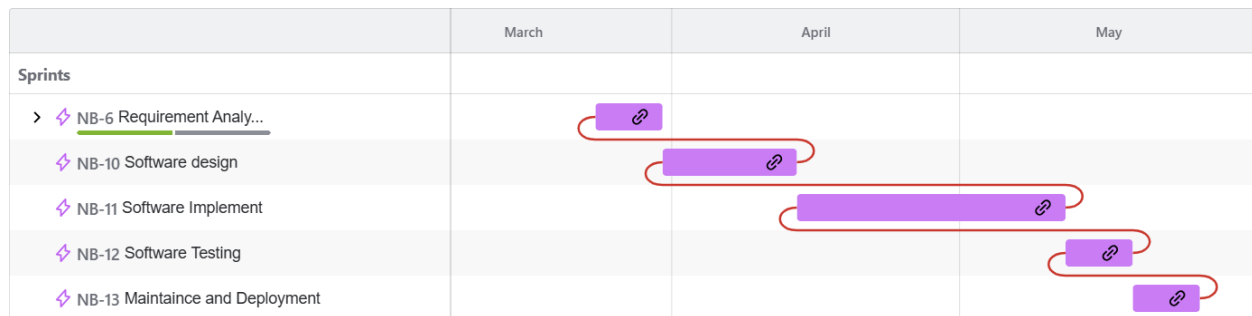 March April May
Sprints
NB-6 Requirement Analy...
NB-10 Software design
NB-11 Software Implement
NB-12 Software Testing
NB-13 Maintaince and Deployment